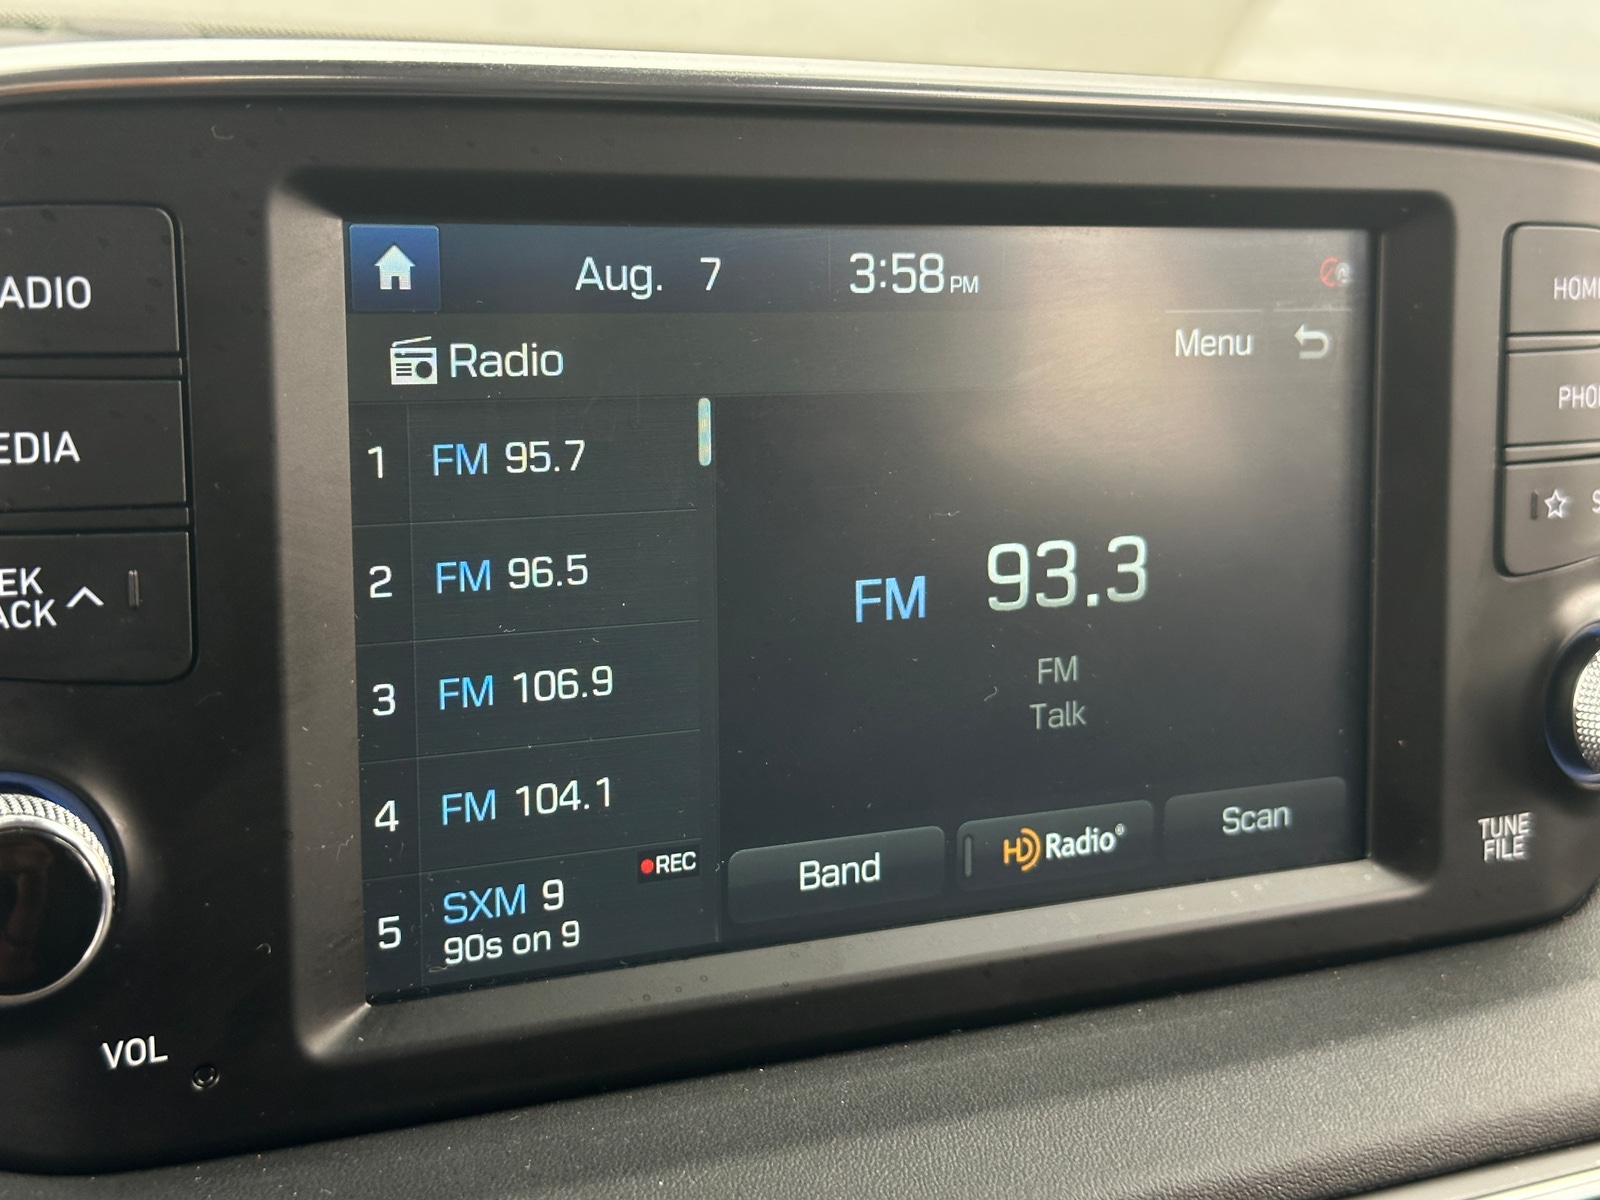 Aug. 7 3:58 PM
Radio
Menu
1 FM 95.7
2 FM 96.5
3 FM 106.9
4 FM 104.1
REC
5 SXM 9
90s on 9
FM 93.3
FM
Talk
Band
HD Radio®
Scan
ADIO
EDIA
EK
ACK
VOL
HOM
PHO
S
TUNE
FILE